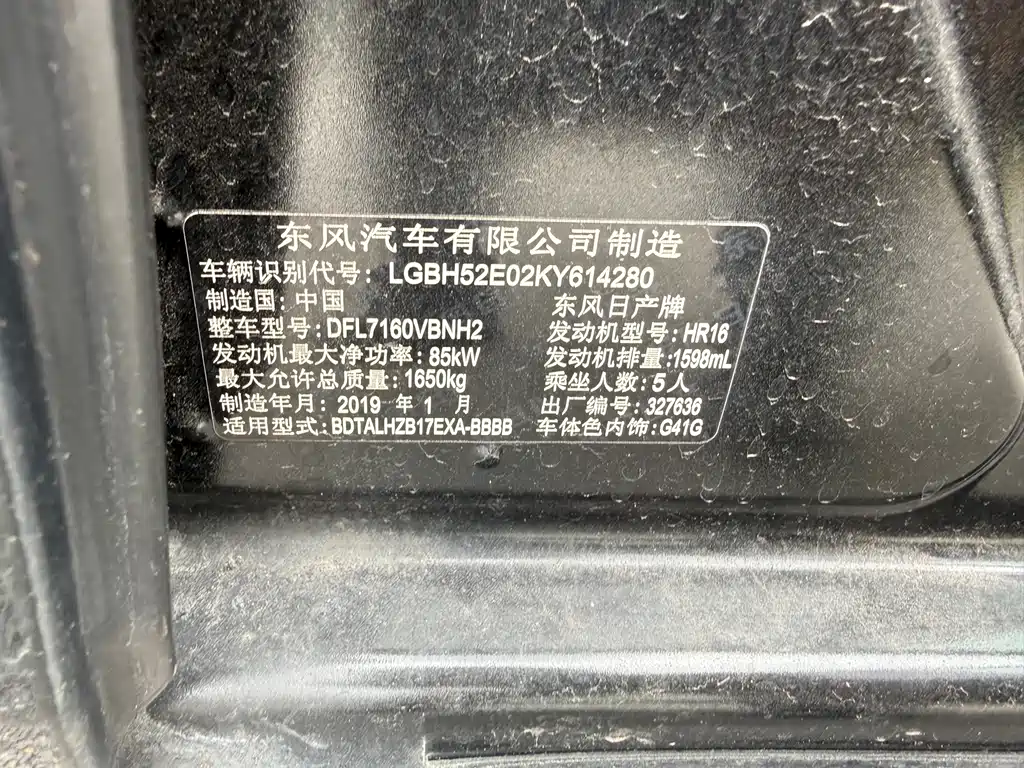 东风汽车有限公司制造
车辆识别代号: LGBH52E02KY614280
制造国: 中国 东风日产牌
整车型号: DFL7160VBNH2 发动机型号: HR16
发动机最大净功率: 85kW 发动机排量: 1598mL
最大允许总质量: 1650kg 乘坐人数: 5人
制造年月: 2019 年 1 月 出厂编号: 327636
适用型式: BDTALHZB17EXA-BBBB 车体色内饰: G41G